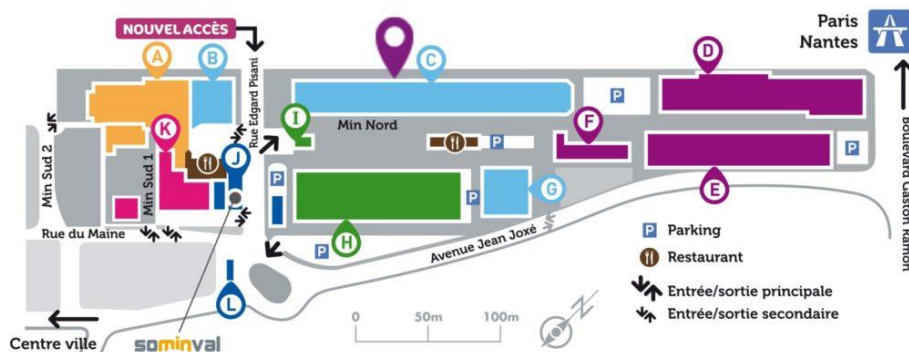 NOUVEL ACCÈS
Paris
Nantes
A
B
C
D
Rue Edgard Pisani
I
Min Nord
P
F
K
J
Min Sud 2
Min Sud 1
P
P
P
P
G
E
Boulevard Gaston Ramon
Rue du Maine
H
P
Avenue Jean Joxé
P Parking
Restaurant
Entrée/sortie principale
Entrée/sortie secondaire
L
0 50m 100m
N
Centre ville
sominval